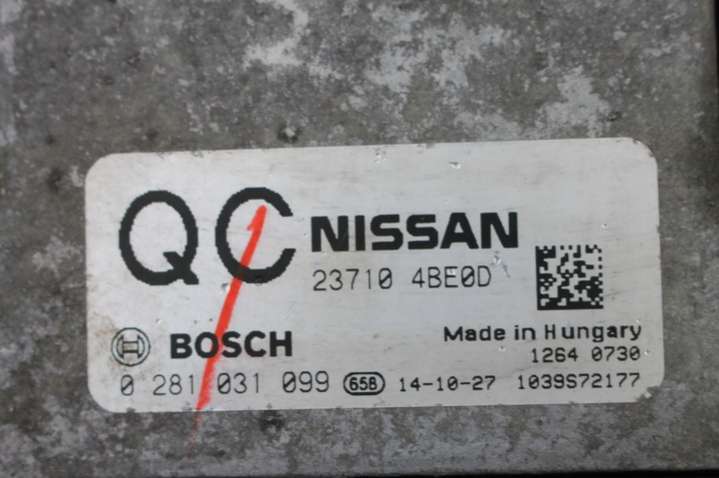 QC NISSAN
23710 4BE0D
BOSCH
Made in Hungary
1264 0730
0 281 031 099 658 14-10-27 1039S72177